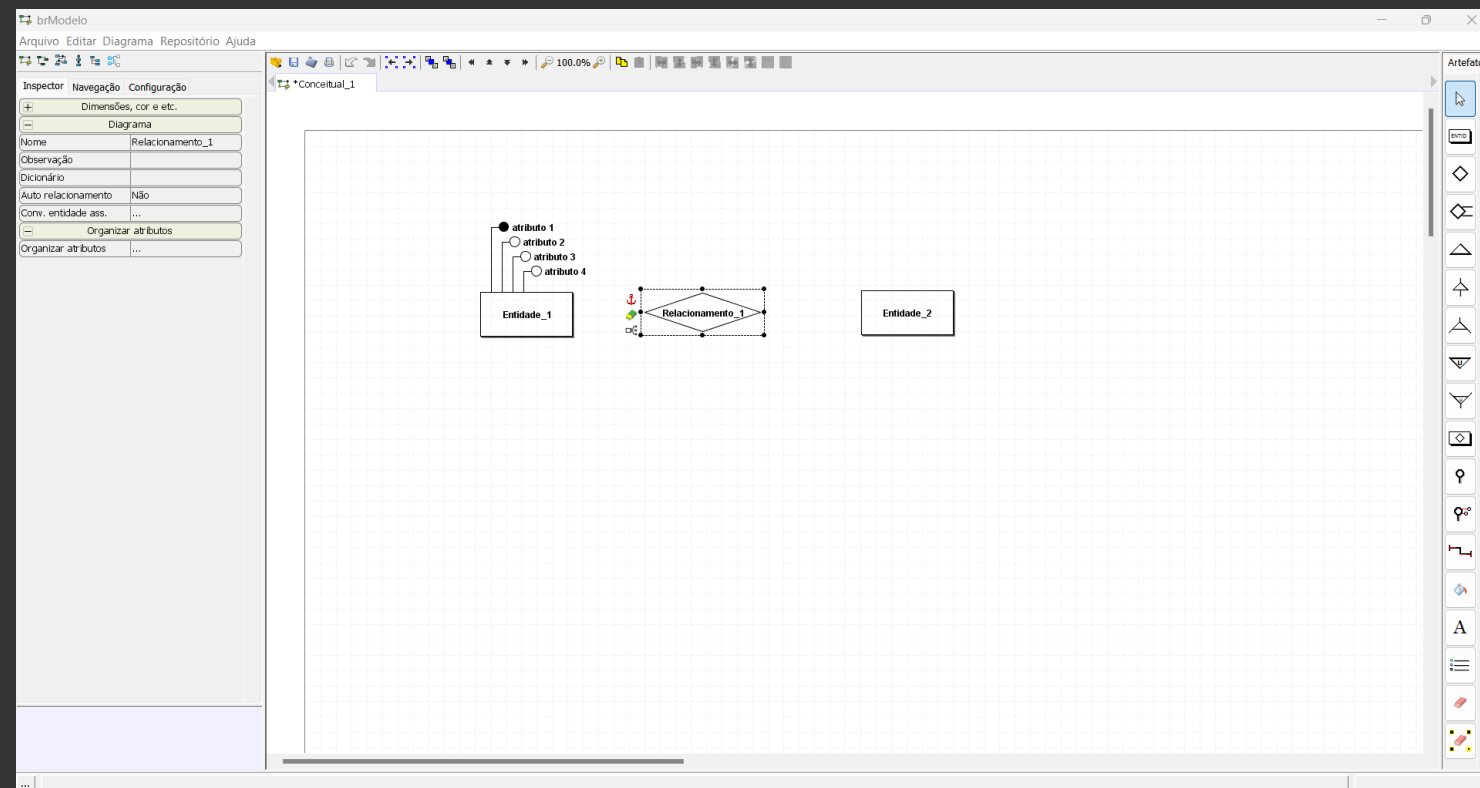 brModelo
Arquivo Editar Diagrama Repositório Ajuda
100.0%
Artefato
Inspector Navegação Configuração
*Conceitual_1
Dimensões, cor e etc.
Diagrama
Nome Relacionamento_1
Observação
Dicionário
Auto relacionamento Não
Conv. entidade ass. ...
Organizar atributos
Organizar atributos ...
atributo 1
atributo 2
atributo 3
atributo 4
Entidade_1
Relacionamento_1
Entidade_2
ENTID
A
...